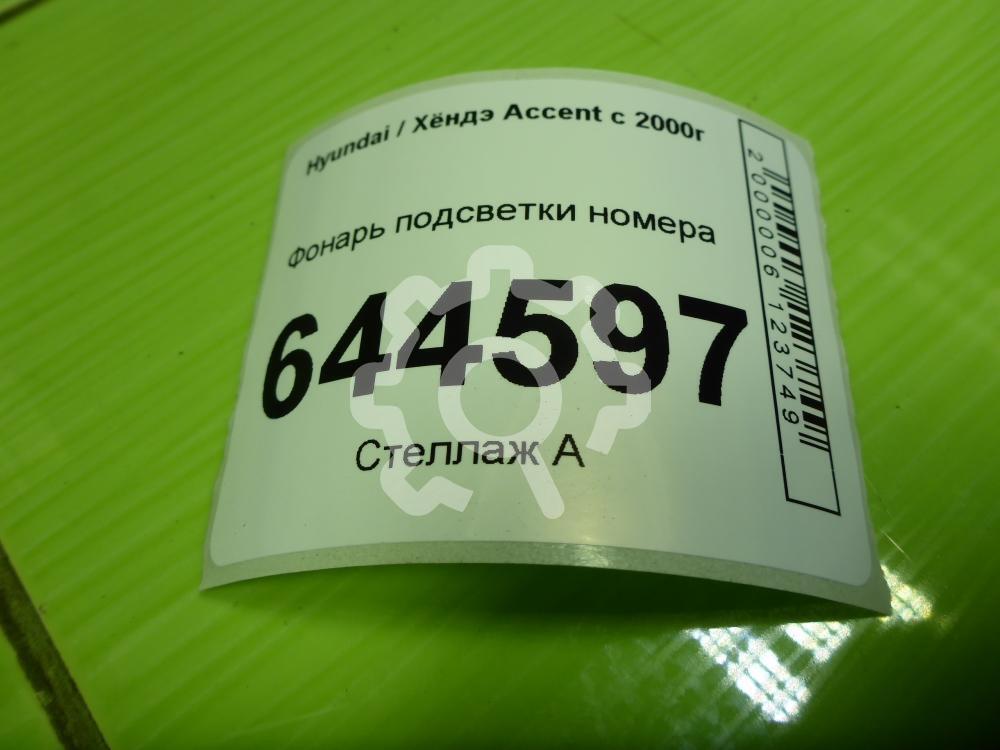 Hyundai / Хёндэ Accent с 2000г
Фонарь подсветки номера
644597
Стеллаж А
2000006123749